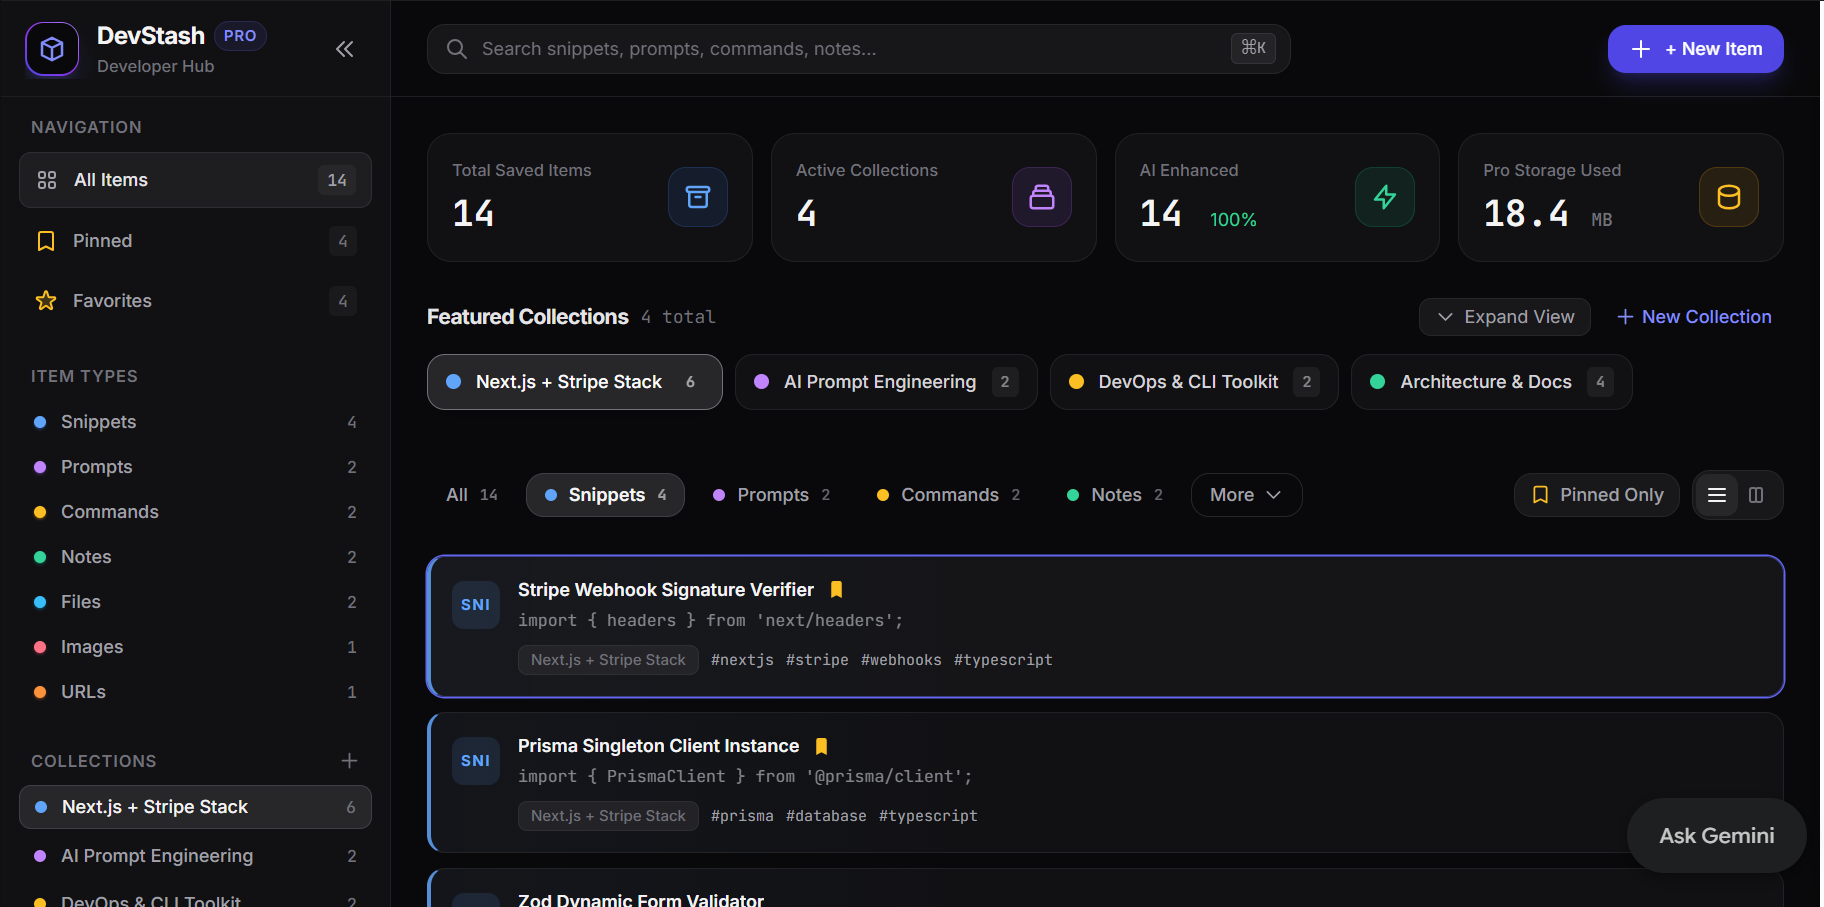 DevStash PRO
Developer Hub
Search snippets, prompts, commands, notes... ⌘K
+ New Item
NAVIGATION
All Items 14
Pinned 4
Favorites 4
ITEM TYPES
Snippets 4
Prompts 2
Commands 2
Notes 2
Files 2
Images 1
URLs 1
COLLECTIONS
Next.js + Stripe Stack 6
AI Prompt Engineering 2
DevOps & CLI Toolkit 2
Total Saved Items
14
Active Collections
4
AI Enhanced
14 100%
Pro Storage Used
18.4 MB
Featured Collections 4 total
Expand View
New Collection
Next.js + Stripe Stack 6
AI Prompt Engineering 2
DevOps & CLI Toolkit 2
Architecture & Docs 4
All 14
Snippets 4
Prompts 2
Commands 2
Notes 2
More
Pinned Only
SNI
Stripe Webhook Signature Verifier
import { headers } from 'next/headers';
Next.js + Stripe Stack #nextjs #stripe #webhooks #typescript
SNI
Prisma Singleton Client Instance
import { PrismaClient } from '@prisma/client';
Next.js + Stripe Stack #prisma #database #typescript
Zod Dynamic Form Validator
Ask Gemini